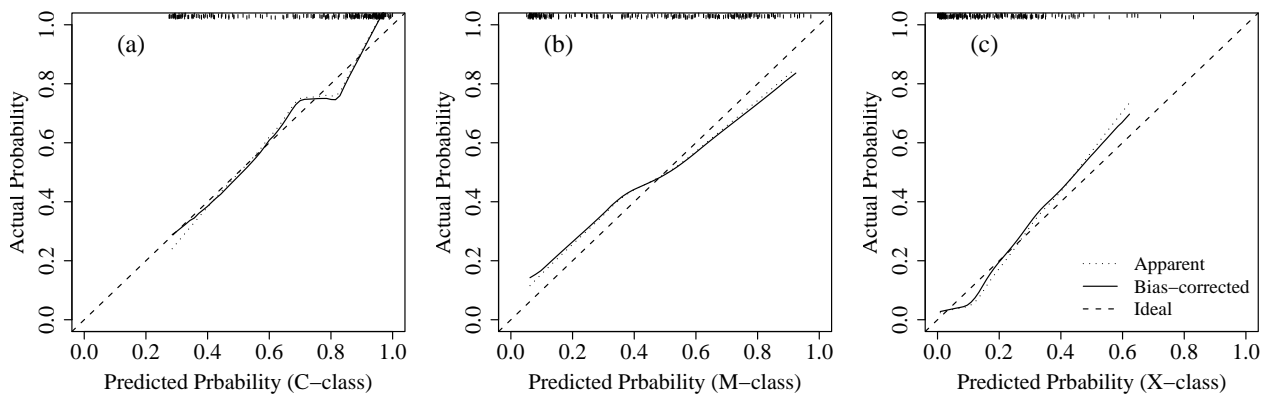 (a)
Actual Probability
0.0 0.2 0.4 0.6 0.8 1.0
0.0 0.2 0.4 0.6 0.8 1.0
Predicted Prbability (C−class)
(b)
Actual Probability
0.0 0.2 0.4 0.6 0.8 1.0
0.0 0.2 0.4 0.6 0.8 1.0
Predicted Prbability (M−class)
(c)
Actual Probability
0.0 0.2 0.4 0.6 0.8 1.0
Apparent
Bias−corrected
Ideal
0.0 0.2 0.4 0.6 0.8 1.0
Predicted Prbability (X−class)